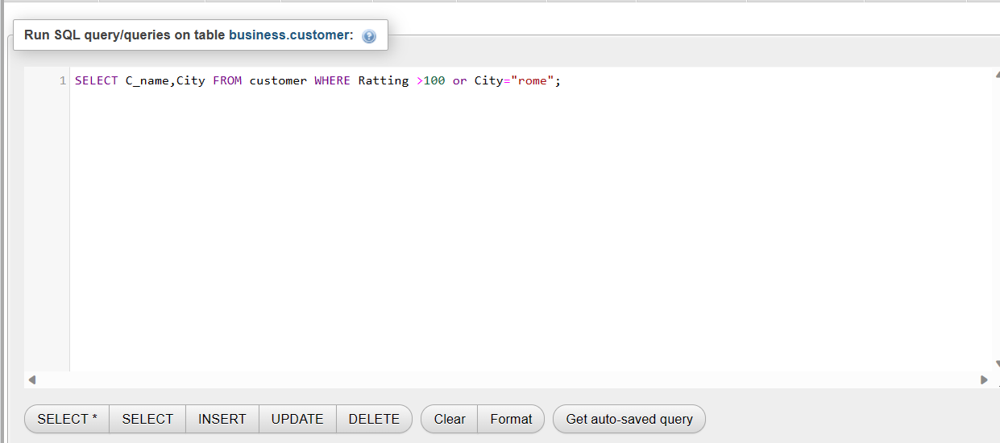 Run SQL query/queries on table business.customer:
1 SELECT C_name,City FROM customer WHERE Ratting >100 or City="rome";
SELECT * SELECT INSERT UPDATE DELETE Clear Format Get auto-saved query